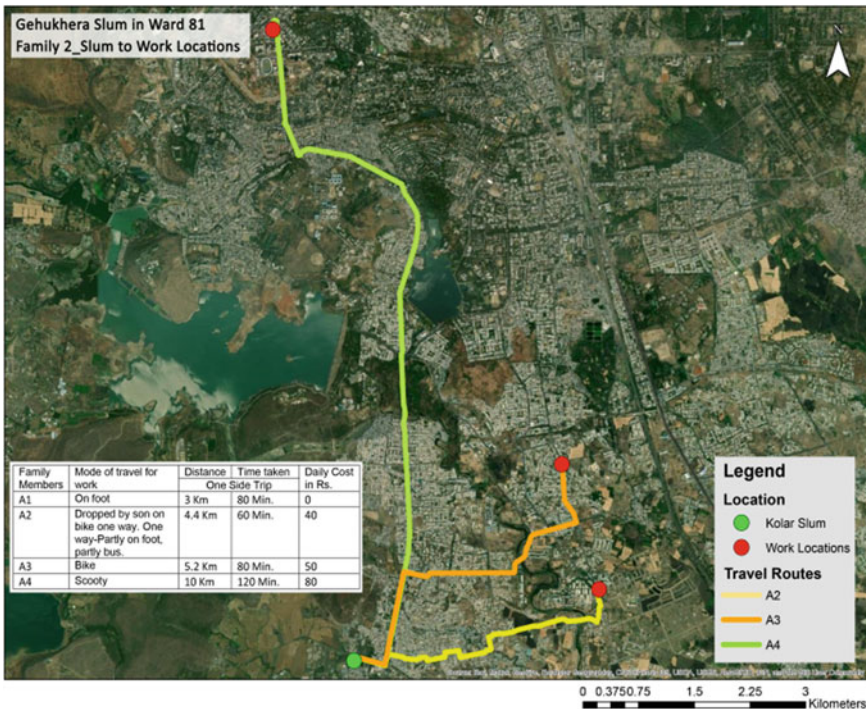 Gehukhera Slum in Ward 81
Family 2_Slum to Work Locations
N
Family Members Mode of travel for work Distance Time taken Daily Cost in Rs.
One Side Trip
A1 On foot 3 Km 80 Min. 0
A2 Dropped by son on bike one way. One way-Partly on foot, partly bus. 4.4 Km 60 Min. 40
A3 Bike 5.2 Km 80 Min. 50
A4 Scooty 10 Km 120 Min. 80
Legend
Location
Kolar Slum
Work Locations
Travel Routes
A2
A3
A4
0 0.375 0.75 1.5 2.25 3
Kilometers